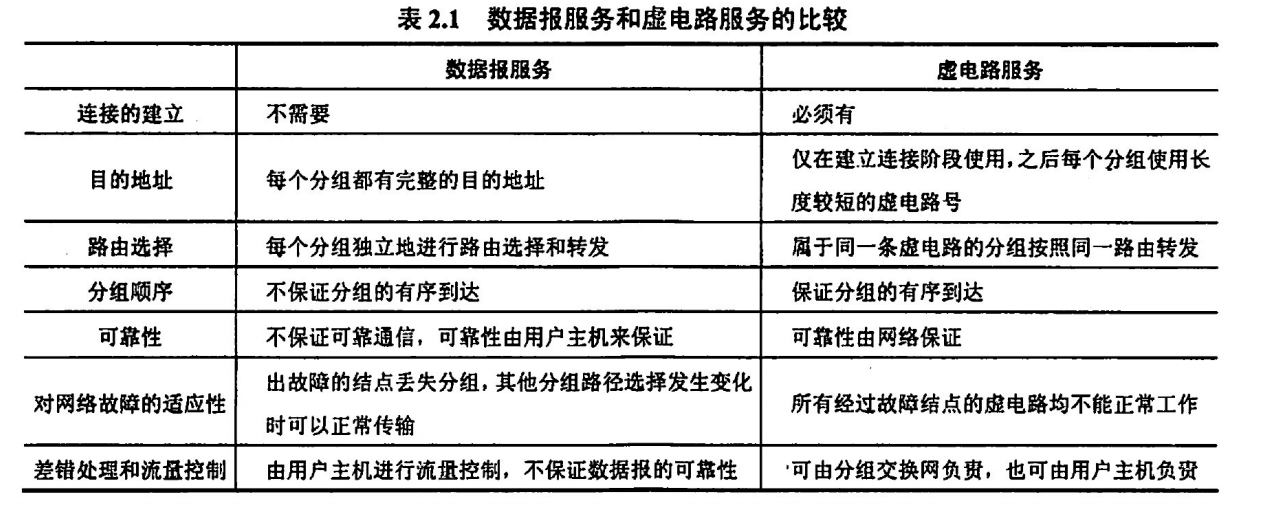 表 2.1 数据报服务和虚电路服务的比较
数据报服务 虚电路服务
连接的建立 不需要 必须有
目的地址 每个分组都有完整的目的地址 仅在建立连接阶段使用，之后每个分组使用长
度较短的虚电路号
路由选择 每个分组独立地进行路由选择和转发 属于同一条虚电路的分组按照同一路由转发
分组顺序 不保证分组的有序到达 保证分组的有序到达
可靠性 不保证可靠通信，可靠性由用户主机来保证 可靠性由网络保证
对网络故障的适应性 出故障的结点丢失分组，其他分组路径选择发生变化
时可以正常传输 所有经过故障结点的虚电路均不能正常工作
差错处理和流量控制 由用户主机进行流量控制，不保证数据报的可靠性 可由分组交换网负责，也可由用户主机负责